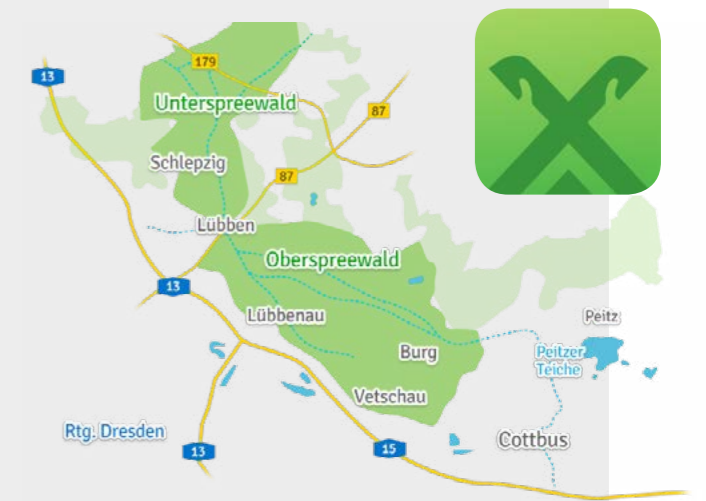 179
13
Unterspreewald
87
Schlepzig
87
Lübben
Oberspreewald
13
Lübbenau
Peitz
Burg
Peitzer
Teiche
Vetschau
Rtg. Dresden
Cottbus
13
15